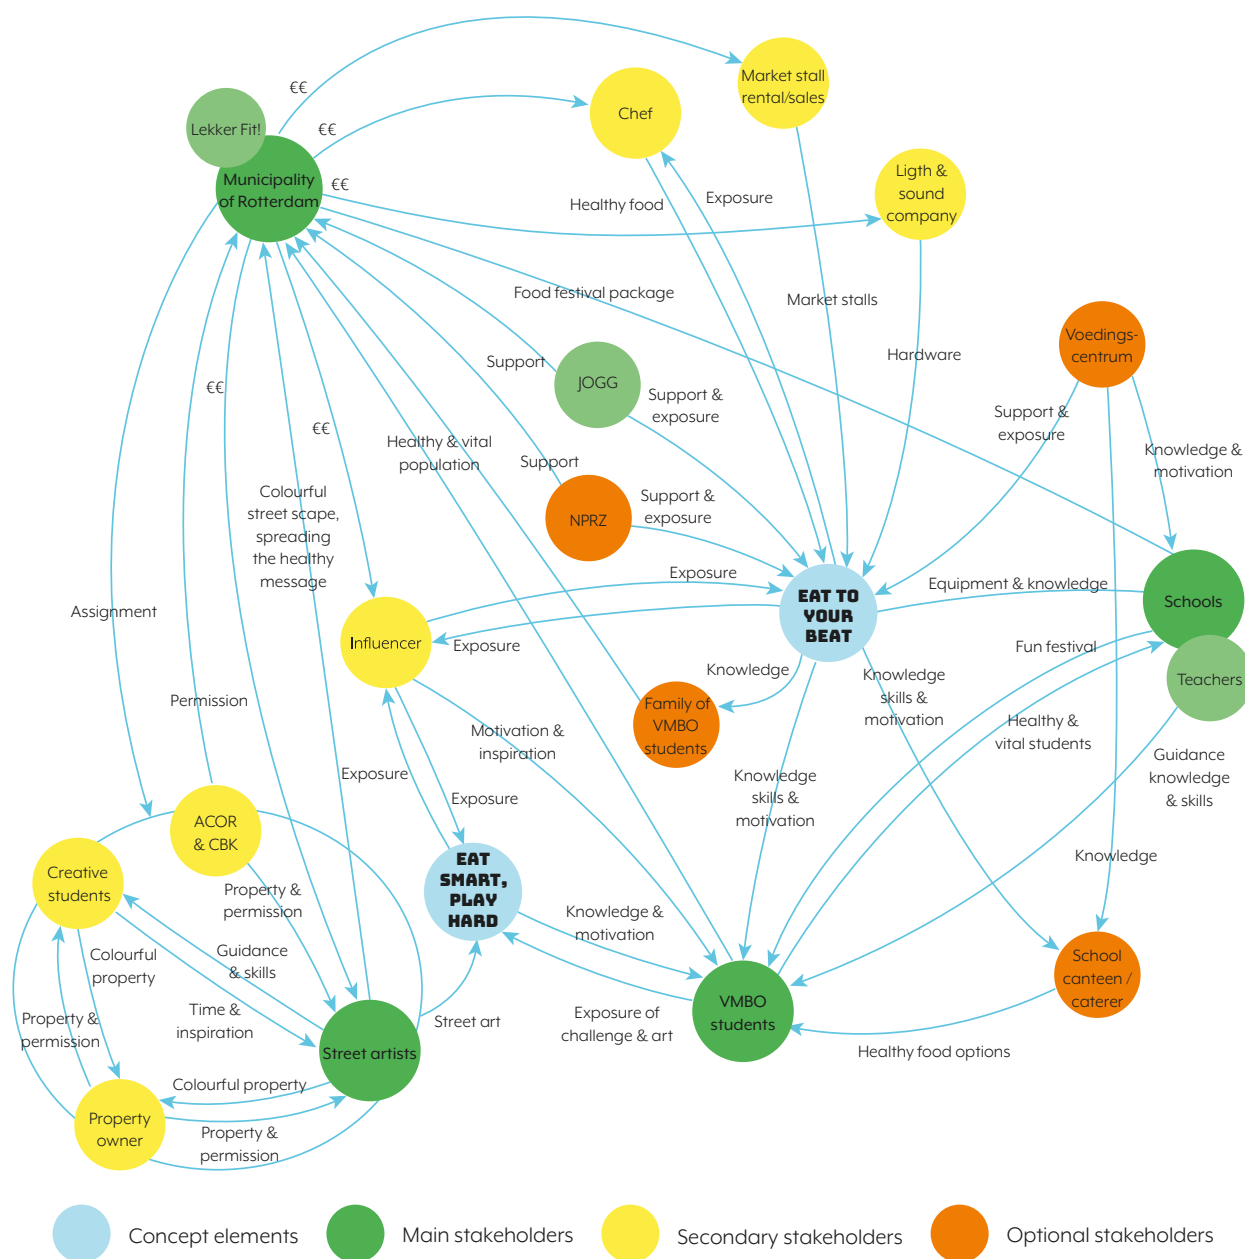 €€
Market stall
rental/sales
Chef
Lekker Fit!
€€
Municipality
of Rotterdam
€€
Ligth &
sound
company
Healthy food
Exposure
Food festival package
Market stalls
Voedings-
centrum
Hardware
Support
JOGG
€€
Support &
exposure
Support &
exposure
€€
Healthy & vital
population
Knowledge &
motivation
Support
Colourful
street scape,
spreading
the healthy
message
NPRZ
Support &
exposure
Exposure
Equipment & knowledge
EAT TO
YOUR
BEAT
Schools
Assignment
Influencer
Exposure
Fun festival
Knowledge
Knowledge
skills &
motivation
Teachers
Permission
Family of
VMBO
students
Motivation &
inspiration
Healthy &
vital students
Guidance
knowledge
& skills
Exposure
Exposure
Knowledge
skills &
motivation
ACOR
& CBK
Knowledge
Creative
students
EAT
SMART,
PLAY
HARD
Property &
permission
Knowledge &
motivation
Colourful
property
Guidance
& skills
School
canteen /
caterer
Time &
inspiration
Property &
permission
Street art
Exposure of
challenge & art
VMBO
students
Street artists
Healthy food options
Colourful property
Property
owner
Property &
permission
Concept elements
Main stakeholders
Secondary stakeholders
Optional stakeholders